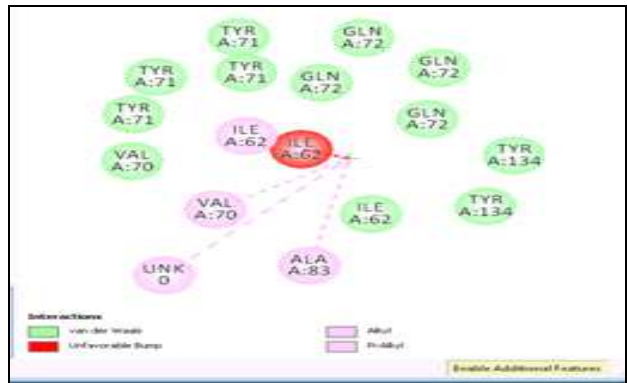 TYR
A:71
GLN
A:72
TYR
A:71
TYR
A:71
GLN
A:72
GLN
A:72
TYR
A:71
ILE
A:62
ILE
A:62
GLN
A:72
VAL
A:70
TYR
A:134
VAL
A:70
ILE
A:62
TYR
A:134
UNK
0
ALA
A:83
Interactions
van der Waals
Unfavorable Bump
Alkyl
Pi-Alkyl
Enable Additional Features